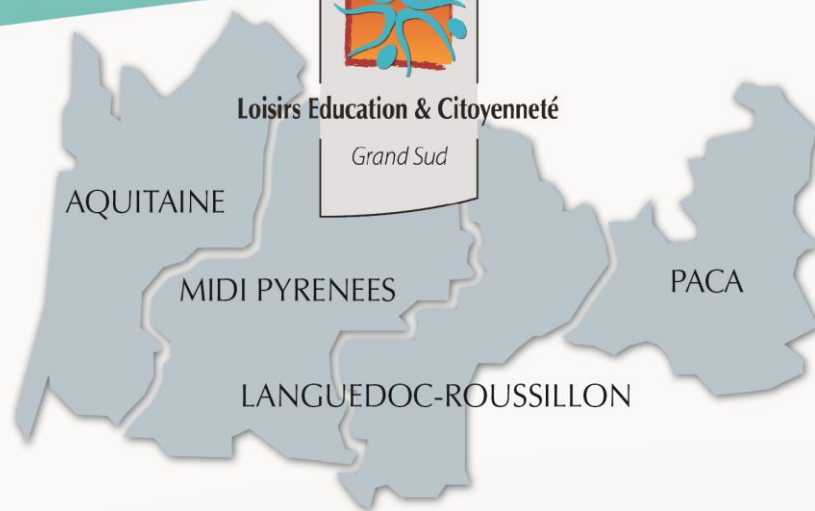 Loisirs Education & Citoyenneté
Grand Sud
AQUITAINE
MIDI PYRENEES
PACA
LANGUEDOC-ROUSSILLON